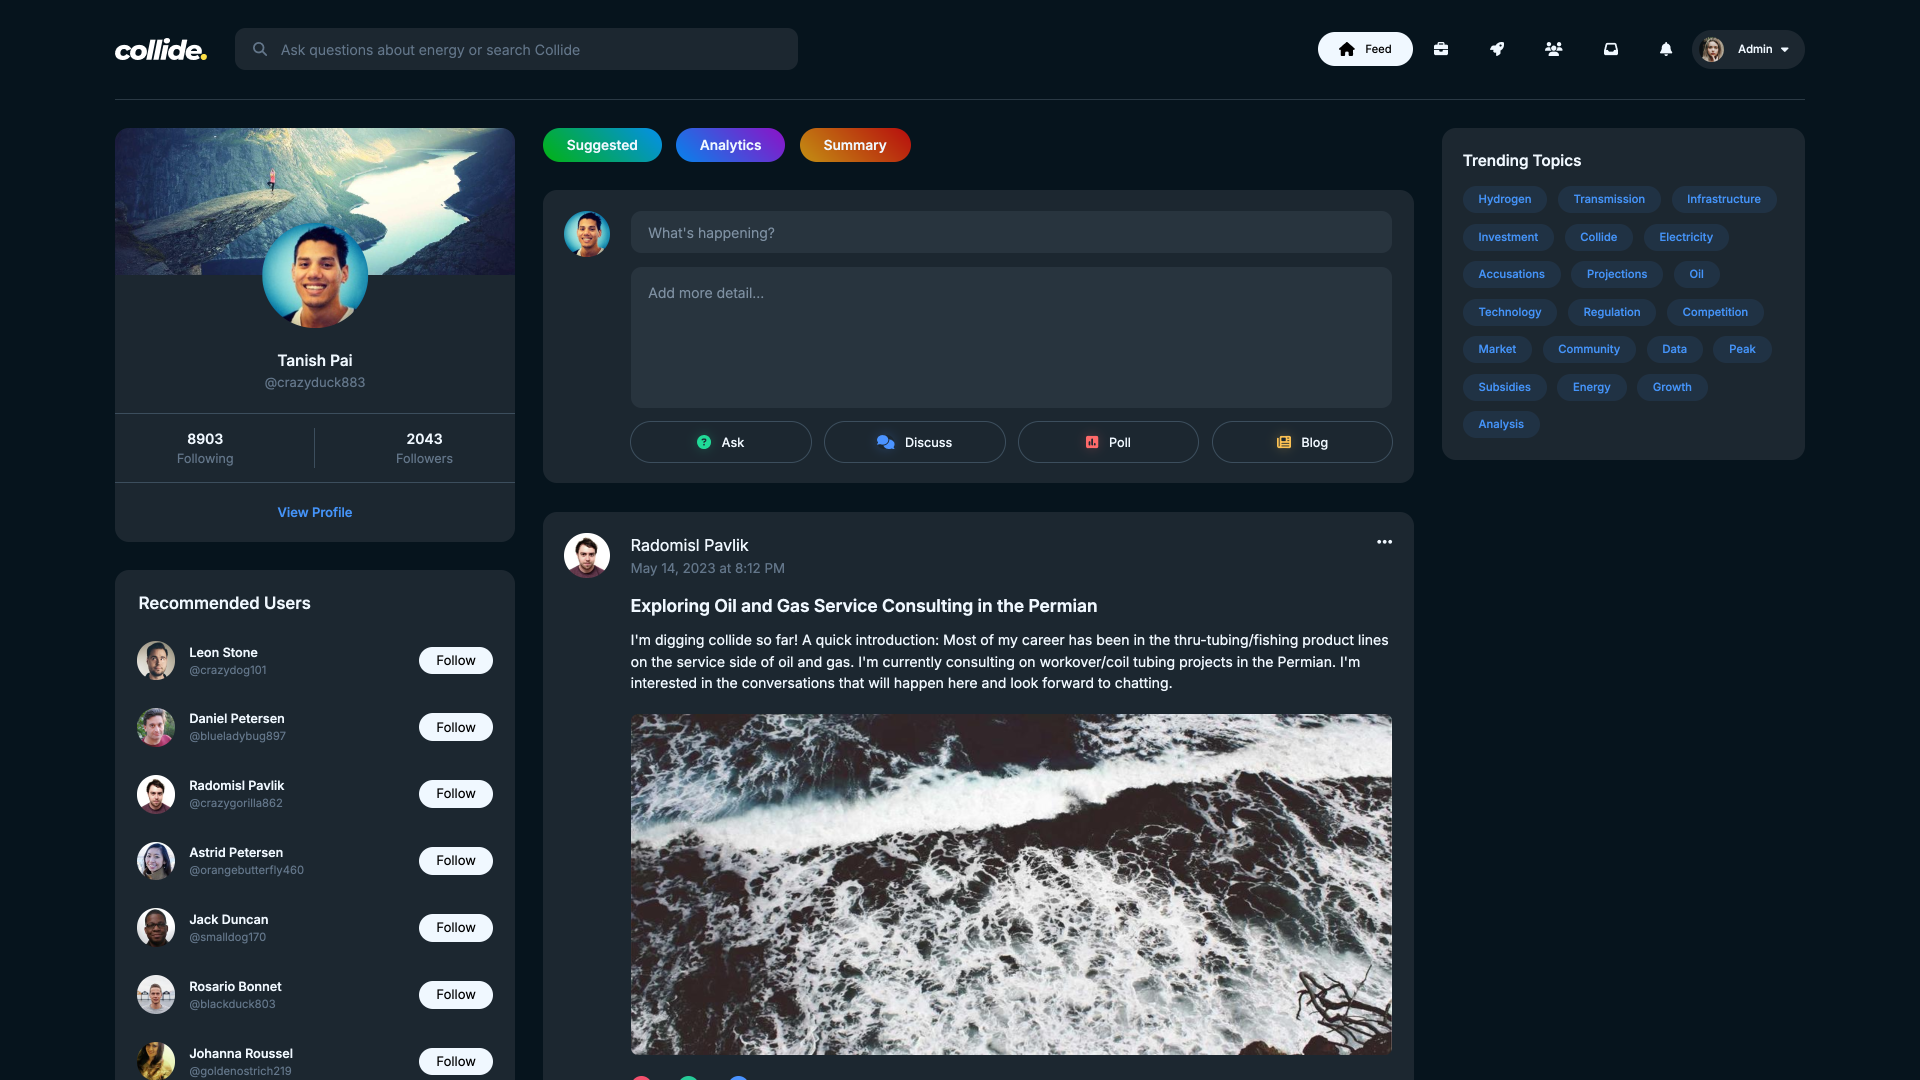 collide.
Ask questions about energy or search Collide
Feed
Admin
Tanish Pai
@crazyduck883
8903
Following
2043
Followers
View Profile
Recommended Users
Leon Stone
@crazydog101
Follow
Daniel Petersen
@blueladybug897
Follow
Radomisl Pavlik
@crazygorilla862
Follow
Astrid Petersen
@orangebutterfly460
Follow
Jack Duncan
@smalldog170
Follow
Rosario Bonnet
@blackduck803
Follow
Johanna Roussel
@goldenostrich219
Follow
Suggested
Analytics
Summary
What's happening?
Add more detail...
Ask
Discuss
Poll
Blog
Radomisl Pavlik
May 14, 2023 at 8:12 PM
Exploring Oil and Gas Service Consulting in the Permian
I'm digging collide so far! A quick introduction: Most of my career has been in the thru-tubing/fishing product lines
on the service side of oil and gas. I'm currently consulting on workover/coil tubing projects in the Permian. I'm
interested in the conversations that will happen here and look forward to chatting.
Trending Topics
Hydrogen Transmission Infrastructure
Investment Collide Electricity
Accusations Projections Oil
Technology Regulation Competition
Market Community Data Peak
Subsidies Energy Growth
Analysis